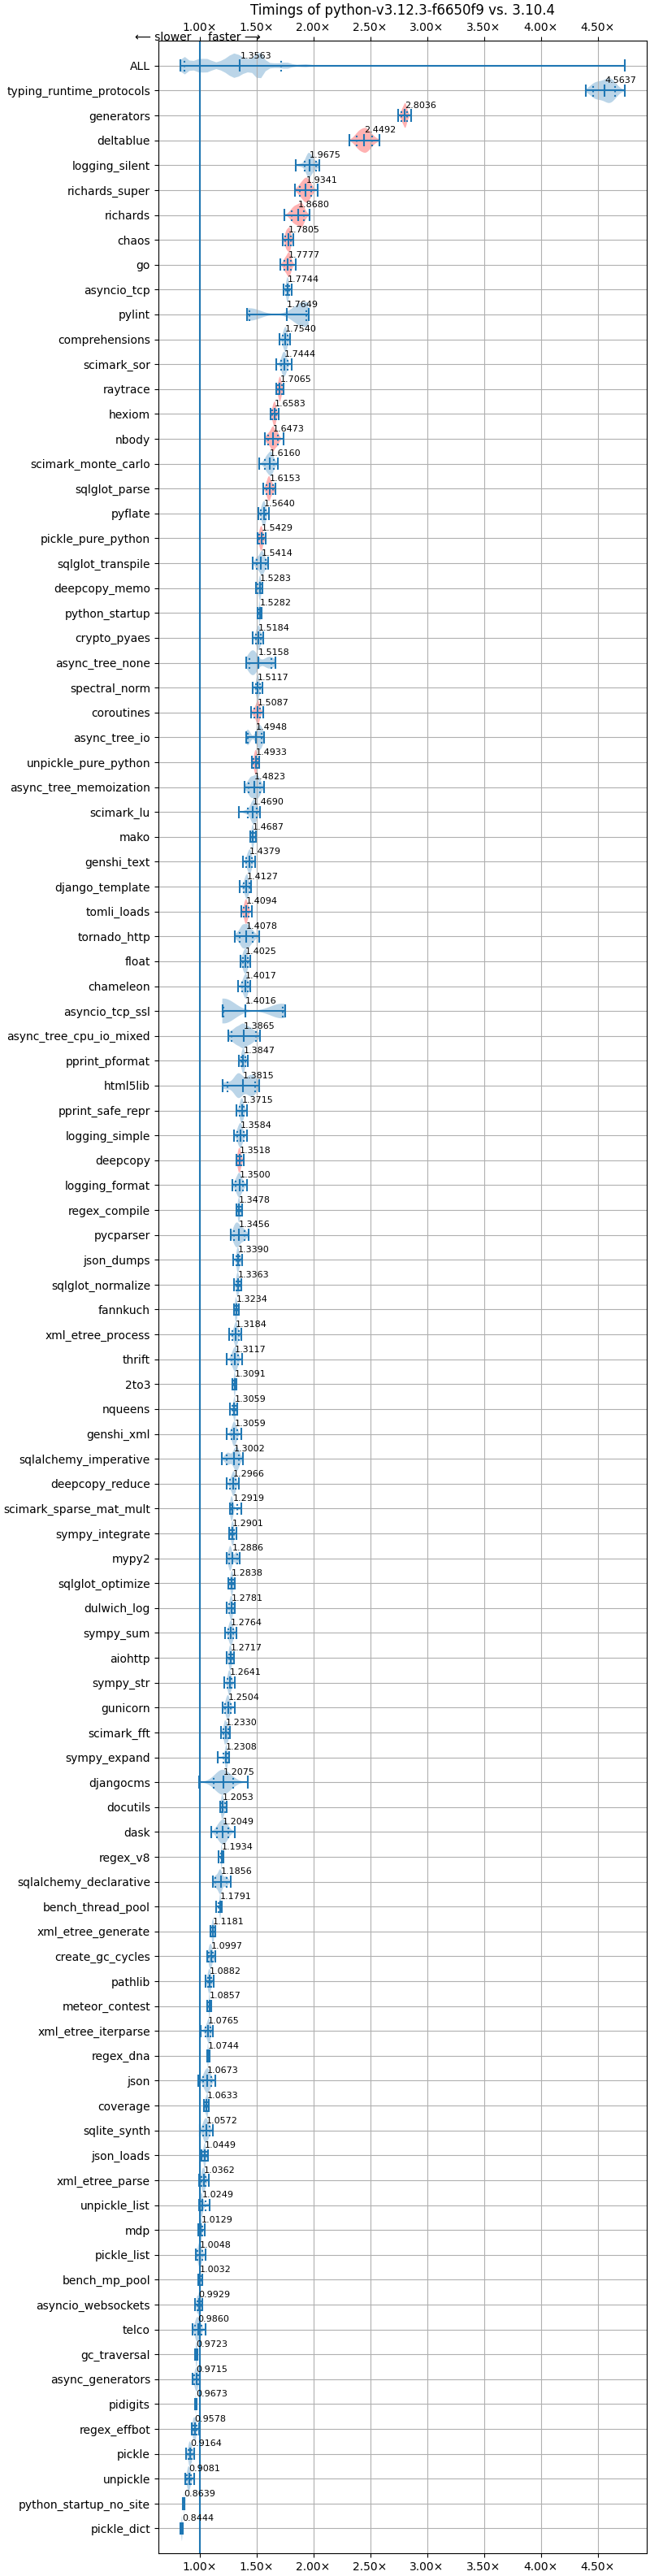 Timings of python-v3.12.3-f6650f9 vs. 3.10.4
1.00× 1.50× 2.00× 2.50× 3.00× 3.50× 4.00× 4.50×
⟵ slower faster ⟶
ALL 1.3563
typing_runtime_protocols 4.5637
generators 2.8036
deltablue 2.4492
logging_silent 1.9675
richards_super 1.9341
richards 1.8680
chaos 1.7805
go 1.7777
asyncio_tcp 1.7744
pylint 1.7649
comprehensions 1.7540
scimark_sor 1.7444
raytrace 1.7065
hexiom 1.6583
nbody 1.6473
scimark_monte_carlo 1.6160
sqlglot_parse 1.6153
pyflate 1.5640
pickle_pure_python 1.5429
sqlglot_transpile 1.5414
deepcopy_memo 1.5283
python_startup 1.5282
crypto_pyaes 1.5184
async_tree_none 1.5158
spectral_norm 1.5117
coroutines 1.5087
async_tree_io 1.4948
unpickle_pure_python 1.4933
async_tree_memoization 1.4823
scimark_lu 1.4690
mako 1.4687
genshi_text 1.4379
django_template 1.4127
tomli_loads 1.4094
tornado_http 1.4078
float 1.4025
chameleon 1.4017
asyncio_tcp_ssl 1.4016
async_tree_cpu_io_mixed 1.3865
pprint_pformat 1.3847
html5lib 1.3815
pprint_safe_repr 1.3715
logging_simple 1.3584
deepcopy 1.3518
logging_format 1.3500
regex_compile 1.3478
pycparser 1.3456
json_dumps 1.3390
sqlglot_normalize 1.3363
fannkuch 1.3234
xml_etree_process 1.3184
thrift 1.3117
2to3 1.3091
nqueens 1.3059
genshi_xml 1.3059
sqlalchemy_imperative 1.3002
deepcopy_reduce 1.2966
scimark_sparse_mat_mult 1.2919
sympy_integrate 1.2901
mypy2 1.2886
sqlglot_optimize 1.2838
dulwich_log 1.2781
sympy_sum 1.2764
aiohttp 1.2717
sympy_str 1.2641
gunicorn 1.2504
scimark_fft 1.2330
sympy_expand 1.2308
djangocms 1.2075
docutils 1.2053
dask 1.2049
regex_v8 1.1934
sqlalchemy_declarative 1.1856
bench_thread_pool 1.1791
xml_etree_generate 1.1181
create_gc_cycles 1.0997
pathlib 1.0882
meteor_contest 1.0857
xml_etree_iterparse 1.0765
regex_dna 1.0744
json 1.0673
coverage 1.0633
sqlite_synth 1.0572
json_loads 1.0449
xml_etree_parse 1.0362
unpickle_list 1.0249
mdp 1.0129
pickle_list 1.0048
bench_mp_pool 1.0032
asyncio_websockets 0.9929
telco 0.9860
gc_traversal 0.9723
async_generators 0.9715
pidigits 0.9673
regex_effbot 0.9578
pickle 0.9164
unpickle 0.9081
python_startup_no_site 0.8639
pickle_dict 0.8444
1.00× 1.50× 2.00× 2.50× 3.00× 3.50× 4.00× 4.50×